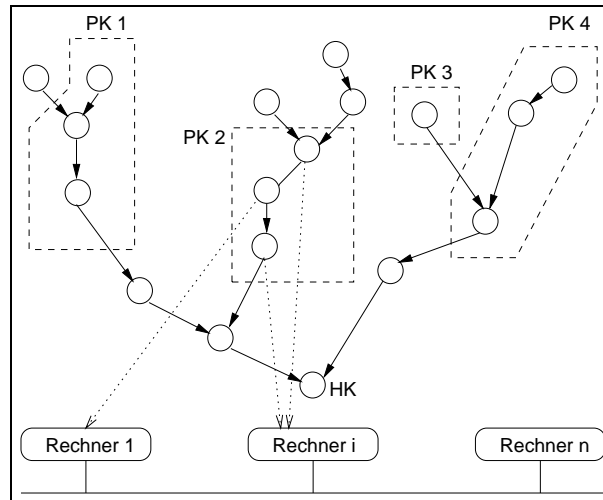 PK 1
PK 4
PK 3
PK 2
HK
Rechner 1
Rechner i
Rechner n